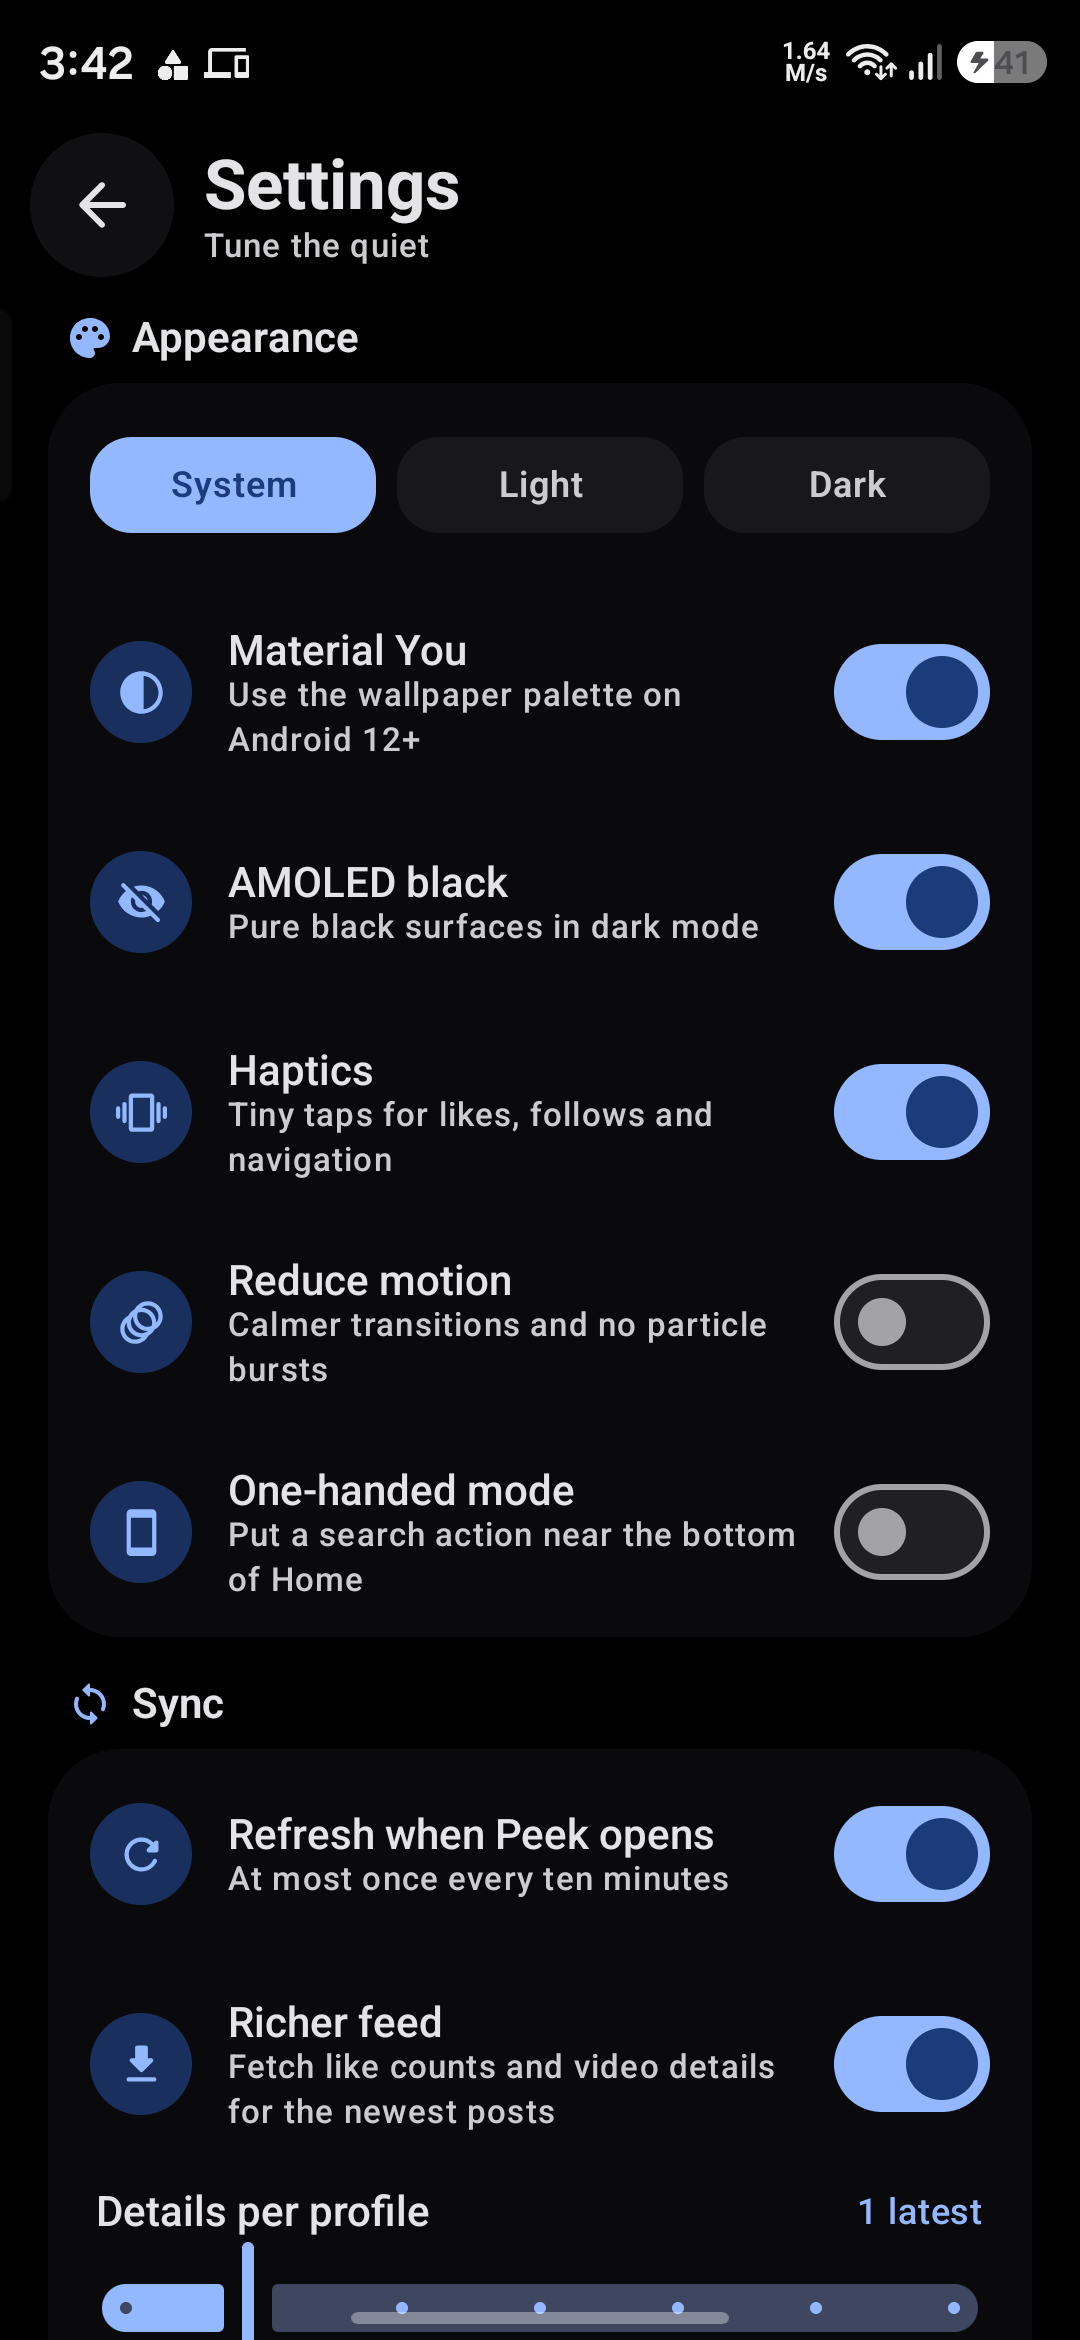 3:42
1.64
M/s
41
Settings
Tune the quiet
Appearance
System
Light
Dark
Material You
Use the wallpaper palette on
Android 12+
AMOLED black
Pure black surfaces in dark mode
Haptics
Tiny taps for likes, follows and
navigation
Reduce motion
Calmer transitions and no particle
bursts
One-handed mode
Put a search action near the bottom
of Home
Sync
Refresh when Peek opens
At most once every ten minutes
Richer feed
Fetch like counts and video details
for the newest posts
Details per profile
1 latest